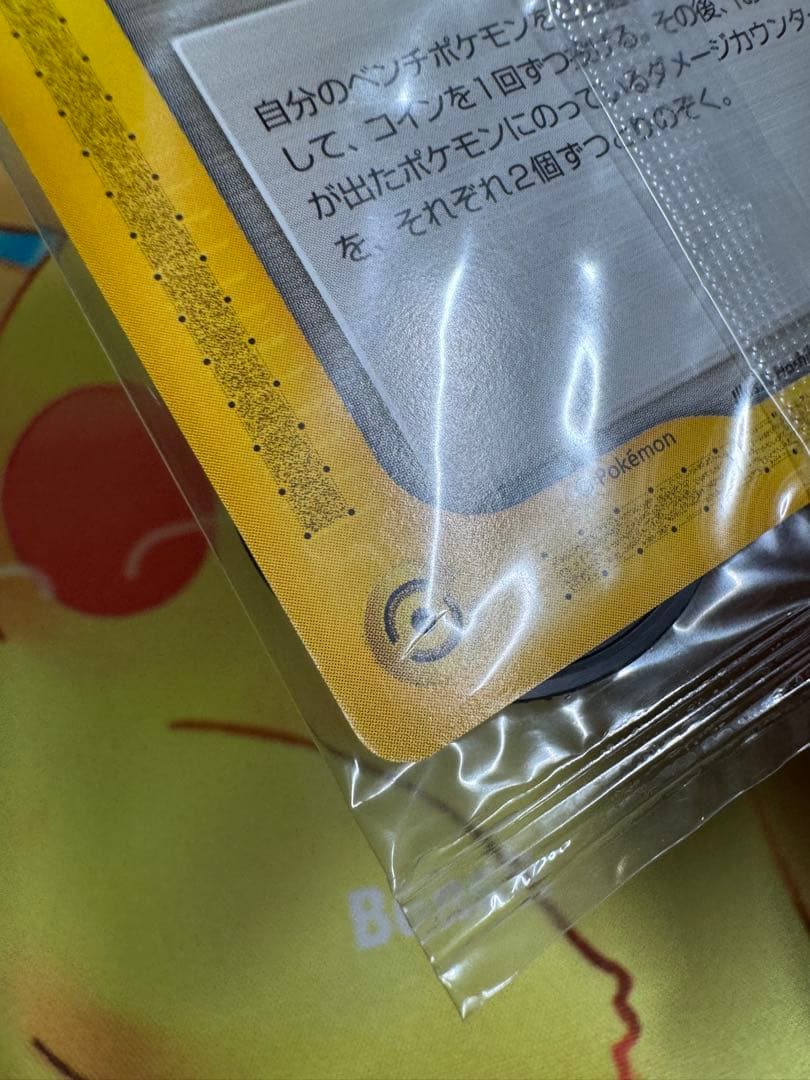 自分のベンチポケモンを
して、コインを1回ずつ投げる。その後、
が出たポケモンにのっているダメージカウンター
を、それぞれ2個ずつとりのぞく。
Pokémon